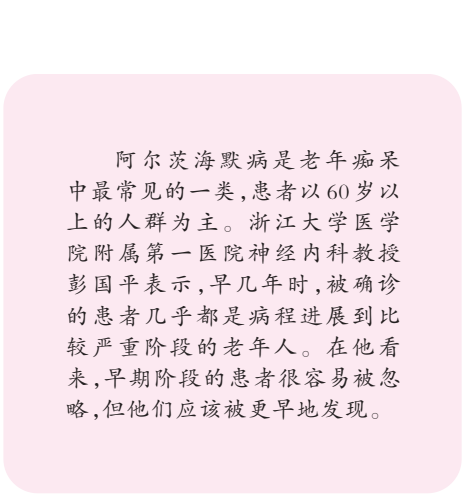 阿尔茨海默病是老年痴呆
中最常见的一类,患者以60岁以
上的人群为主。浙江大学医学
院附属第一医院神经内科教授
彭国平表示,早几年时,被确诊
的患者几乎都是病程进展到比
较严重阶段的老年人。在他看
来,早期阶段的患者很容易被忽
略,但他们应该被更早地发现。